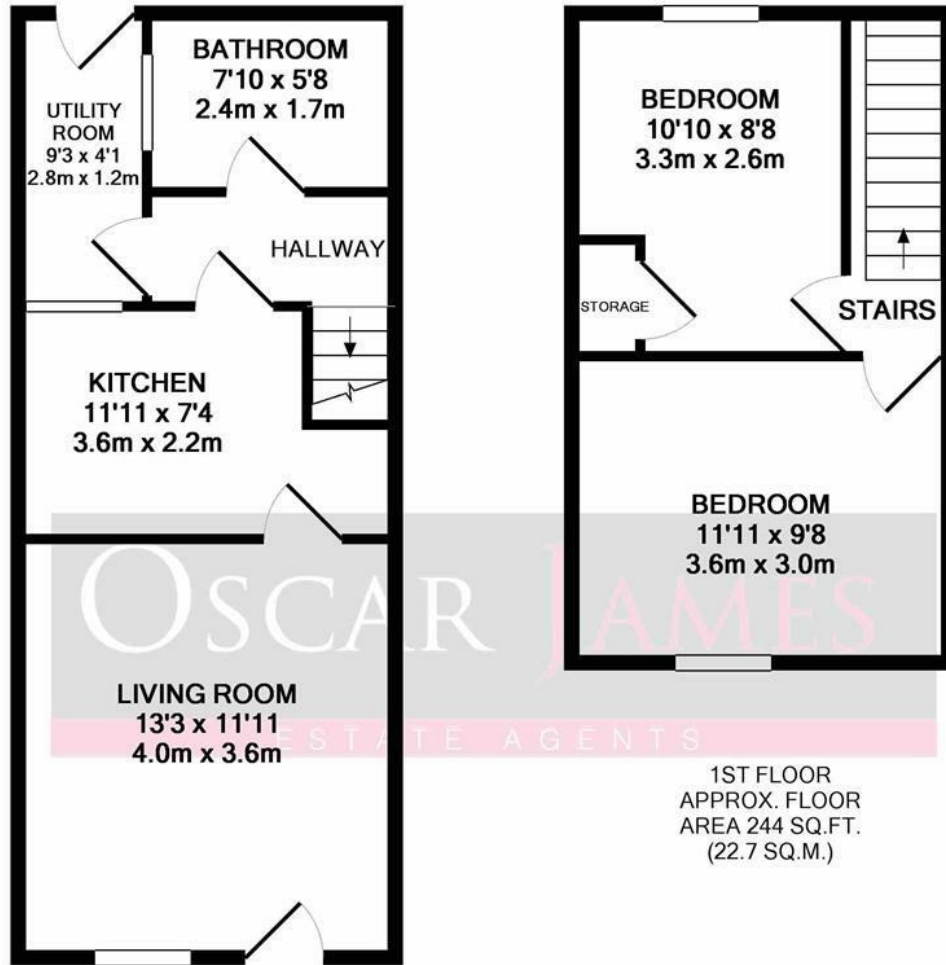 BATHROOM
7'10 x 5'8
2.4m x 1.7m
UTILITY
ROOM
9'3 x 4'1
2.8m x 1.2m
HALLWAY
KITCHEN
11'11 x 7'4
3.6m x 2.2m
LIVING ROOM
13'3 x 11'11
4.0m x 3.6m
BEDROOM
10'10 x 8'8
3.3m x 2.6m
STORAGE
STAIRS
BEDROOM
11'11 x 9'8
3.6m x 3.0m
OSCAR JAMES
ESTATE AGENTS
1ST FLOOR
APPROX. FLOOR
AREA 244 SQ.FT.
(22.7 SQ.M.)